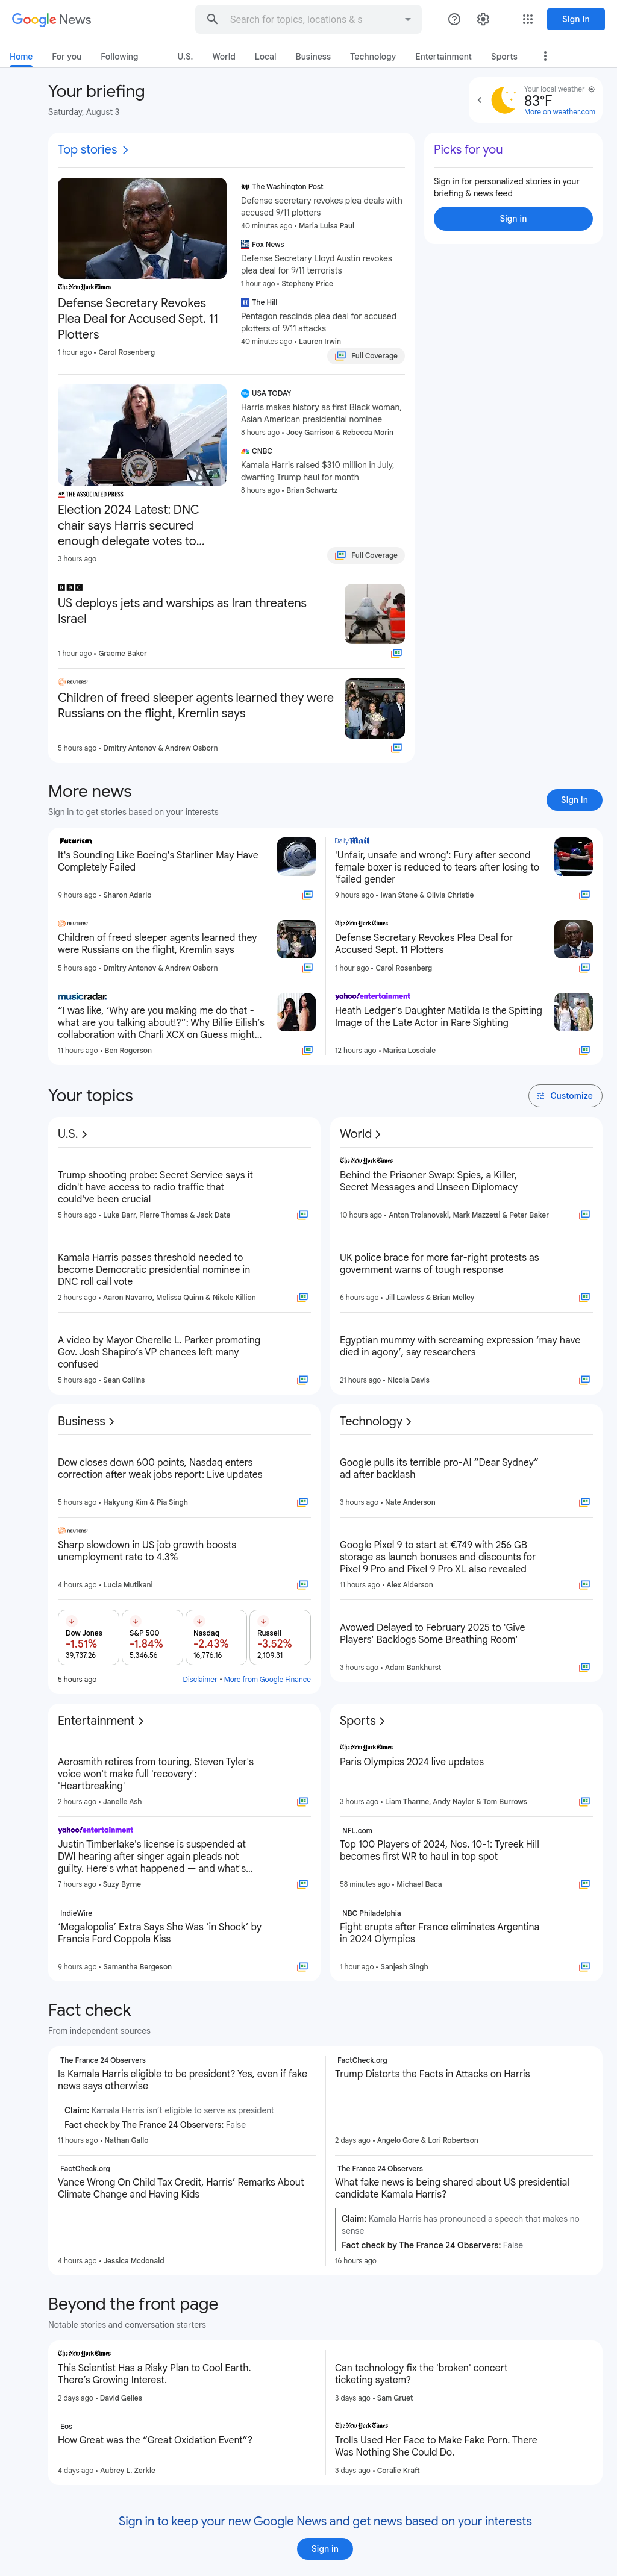 Google News
Search for topics, locations & s
Sign in
Home
For you
Following
U.S.
World
Local
Business
Technology
Entertainment
Sports
Your briefing
Saturday, August 3
Your local weather
83°F
More on weather.com
Top stories
The New York Times
Defense Secretary Revokes
Plea Deal for Accused Sept. 11
Plotters
1 hour ago • Carol Rosenberg
The Washington Post
Defense secretary revokes plea deals with
accused 9/11 plotters
40 minutes ago • Maria Luisa Paul
Fox News
Defense Secretary Lloyd Austin revokes
plea deal for 9/11 terrorists
1 hour ago • Stepheny Price
The Hill
Pentagon rescinds plea deal for accused
plotters of 9/11 attacks
40 minutes ago • Lauren Irwin
Full Coverage
Picks for you
Sign in for personalized stories in your
briefing & news feed
Sign in
AP THE ASSOCIATED PRESS
Election 2024 Latest: DNC
chair says Harris secured
enough delegate votes to...
3 hours ago
USA TODAY
Harris makes history as first Black woman,
Asian American presidential nominee
8 hours ago • Joey Garrison & Rebecca Morin
CNBC
Kamala Harris raised $310 million in July,
dwarfing Trump haul for month
8 hours ago • Brian Schwartz
Full Coverage
BBC
US deploys jets and warships as Iran threatens
Israel
1 hour ago • Graeme Baker
REUTERS
Children of freed sleeper agents learned they were
Russians on the flight, Kremlin says
5 hours ago • Dmitry Antonov & Andrew Osborn
More news
Sign in to get stories based on your interests
Sign in
Futurism
It's Sounding Like Boeing's Starliner May Have
Completely Failed
9 hours ago • Sharon Adarlo
Daily Mail
'Unfair, unsafe and wrong': Fury after second
female boxer is reduced to tears after losing to
'failed gender
9 hours ago • Iwan Stone & Olivia Christie
REUTERS
Children of freed sleeper agents learned they
were Russians on the flight, Kremlin says
5 hours ago • Dmitry Antonov & Andrew Osborn
The New York Times
Defense Secretary Revokes Plea Deal for
Accused Sept. 11 Plotters
1 hour ago • Carol Rosenberg
musicradar.
“I was like, ‘Why are you making me do that -
what are you talking about!?”: Why Billie Eilish’s
collaboration with Charli XCX on Guess might...
11 hours ago • Ben Rogerson
yahoo!entertainment
Heath Ledger’s Daughter Matilda Is the Spitting
Image of the Late Actor in Rare Sighting
12 hours ago • Marisa Losciale
Your topics
Customize
U.S.
Trump shooting probe: Secret Service says it
didn't have access to radio traffic that
could've been crucial
5 hours ago • Luke Barr, Pierre Thomas & Jack Date
Kamala Harris passes threshold needed to
become Democratic presidential nominee in
DNC roll call vote
2 hours ago • Aaron Navarro, Melissa Quinn & Nikole Killion
A video by Mayor Cherelle L. Parker promoting
Gov. Josh Shapiro’s VP chances left many
confused
5 hours ago • Sean Collins
World
The New York Times
Behind the Prisoner Swap: Spies, a Killer,
Secret Messages and Unseen Diplomacy
10 hours ago • Anton Troianovski, Mark Mazzetti & Peter Baker
UK police brace for more far-right protests as
government warns of tough response
6 hours ago • Jill Lawless & Brian Melley
Egyptian mummy with screaming expression ‘may have
died in agony’, say researchers
21 hours ago • Nicola Davis
Business
Dow closes down 600 points, Nasdaq enters
correction after weak jobs report: Live updates
5 hours ago • Hakyung Kim & Pia Singh
REUTERS
Sharp slowdown in US job growth boosts
unemployment rate to 4.3%
4 hours ago • Lucia Mutikani
Dow Jones
-1.51%
39,737.26
S&P 500
-1.84%
5,346.56
Nasdaq
-2.43%
16,776.16
Russell
-3.52%
2,109.31
5 hours ago
Disclaimer • More from Google Finance
Technology
Google pulls its terrible pro-AI “Dear Sydney”
ad after backlash
3 hours ago • Nate Anderson
Google Pixel 9 to start at €749 with 256 GB
storage as launch bonuses and discounts for
Pixel 9 Pro and Pixel 9 Pro XL also revealed
11 hours ago • Alex Alderson
Avowed Delayed to February 2025 to 'Give
Players' Backlogs Some Breathing Room'
3 hours ago • Adam Bankhurst
Entertainment
Aerosmith retires from touring, Steven Tyler's
voice won't make full 'recovery':
'Heartbreaking'
2 hours ago • Janelle Ash
yahoo!entertainment
Justin Timberlake's license is suspended at
DWI hearing after singer again pleads not
guilty. Here's what happened — and what's...
7 hours ago • Suzy Byrne
IndieWire
‘Megalopolis’ Extra Says She Was ‘in Shock’ by
Francis Ford Coppola Kiss
9 hours ago • Samantha Bergeson
Sports
The New York Times
Paris Olympics 2024 live updates
3 hours ago • Liam Tharme, Andy Naylor & Tom Burrows
NFL.com
Top 100 Players of 2024, Nos. 10-1: Tyreek Hill
becomes first WR to haul in top spot
58 minutes ago • Michael Baca
NBC Philadelphia
Fight erupts after France eliminates Argentina
in 2024 Olympics
1 hour ago • Sanjesh Singh
Fact check
From independent sources
The France 24 Observers
Is Kamala Harris eligible to be president? Yes, even if fake
news says otherwise
Claim: Kamala Harris isn’t eligible to serve as president
Fact check by The France 24 Observers: False
11 hours ago • Nathan Gallo
FactCheck.org
Trump Distorts the Facts in Attacks on Harris
2 days ago • Angelo Gore & Lori Robertson
FactCheck.org
Vance Wrong On Child Tax Credit, Harris’ Remarks About
Climate Change and Having Kids
4 hours ago • Jessica Mcdonald
The France 24 Observers
What fake news is being shared about US presidential
candidate Kamala Harris?
Claim: Kamala Harris has pronounced a speech that makes no
sense
Fact check by The France 24 Observers: False
16 hours ago
Beyond the front page
Notable stories and conversation starters
The New York Times
This Scientist Has a Risky Plan to Cool Earth.
There’s Growing Interest.
2 days ago • David Gelles
Can technology fix the 'broken' concert
ticketing system?
3 days ago • Sam Gruet
Eos
How Great was the “Great Oxidation Event”?
4 days ago • Aubrey L. Zerkle
The New York Times
Trolls Used Her Face to Make Fake Porn. There
Was Nothing She Could Do.
3 days ago • Coralie Kraft
Sign in to keep your new Google News and get news based on your interests
Sign in